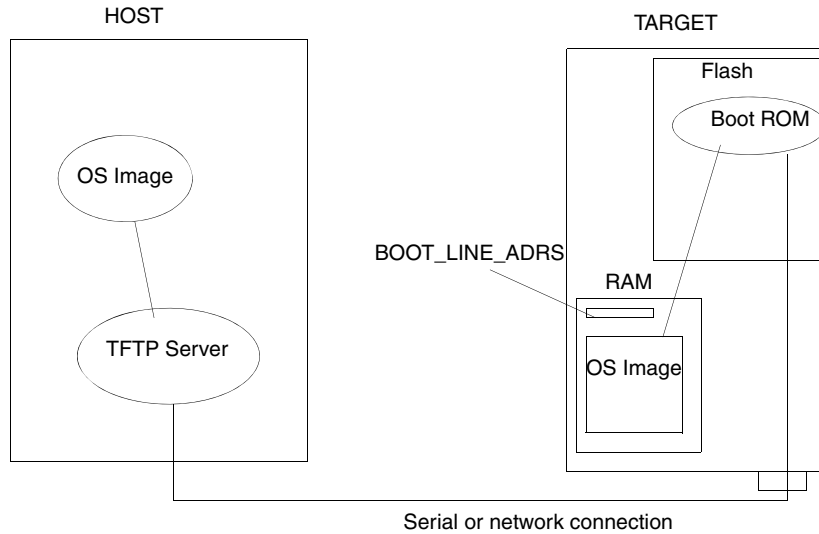 HOST
TARGET
Flash
Boot ROM
OS Image
BOOT_LINE_ADRS
RAM
TFTP Server
OS Image
Serial or network connection